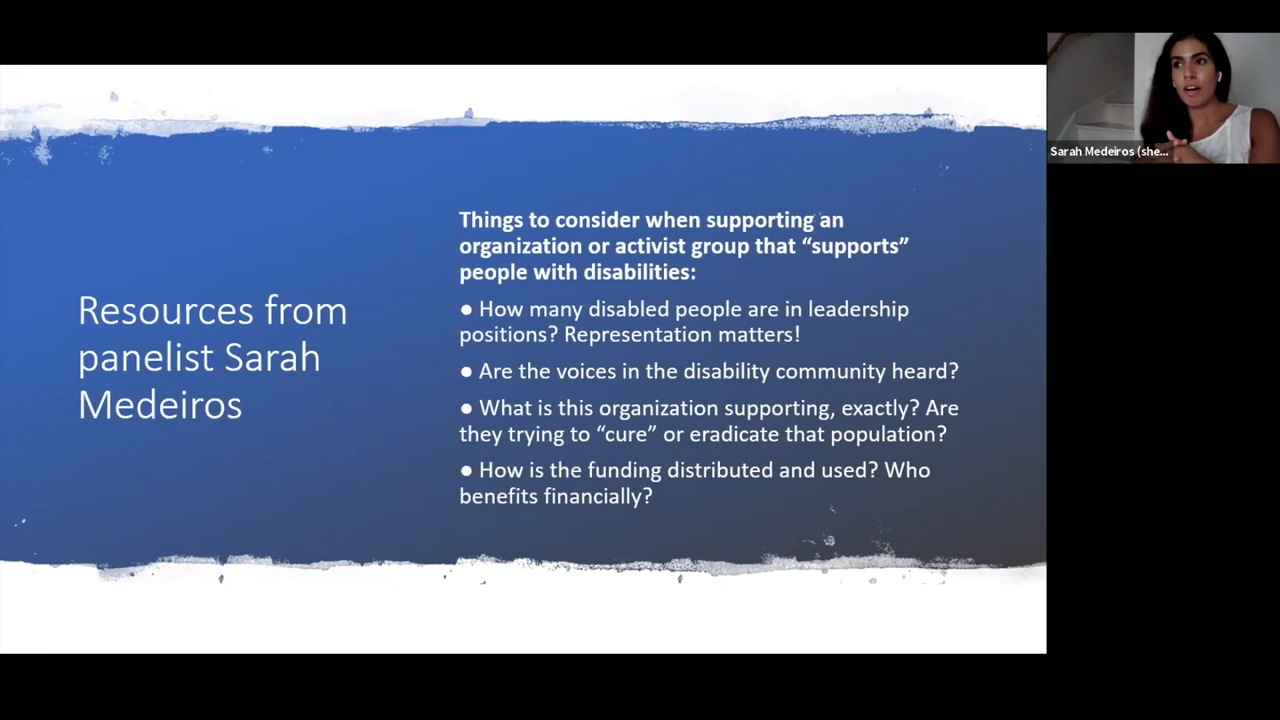 Resources from
panelist Sarah
Medeiros
Things to consider when supporting an
organization or activist group that “supports”
people with disabilities:
● How many disabled people are in leadership
positions? Representation matters!
● Are the voices in the disability community heard?
● What is this organization supporting, exactly? Are
they trying to “cure” or eradicate that population?
● How is the funding distributed and used? Who
benefits financially?
Sarah Medeiros (she...